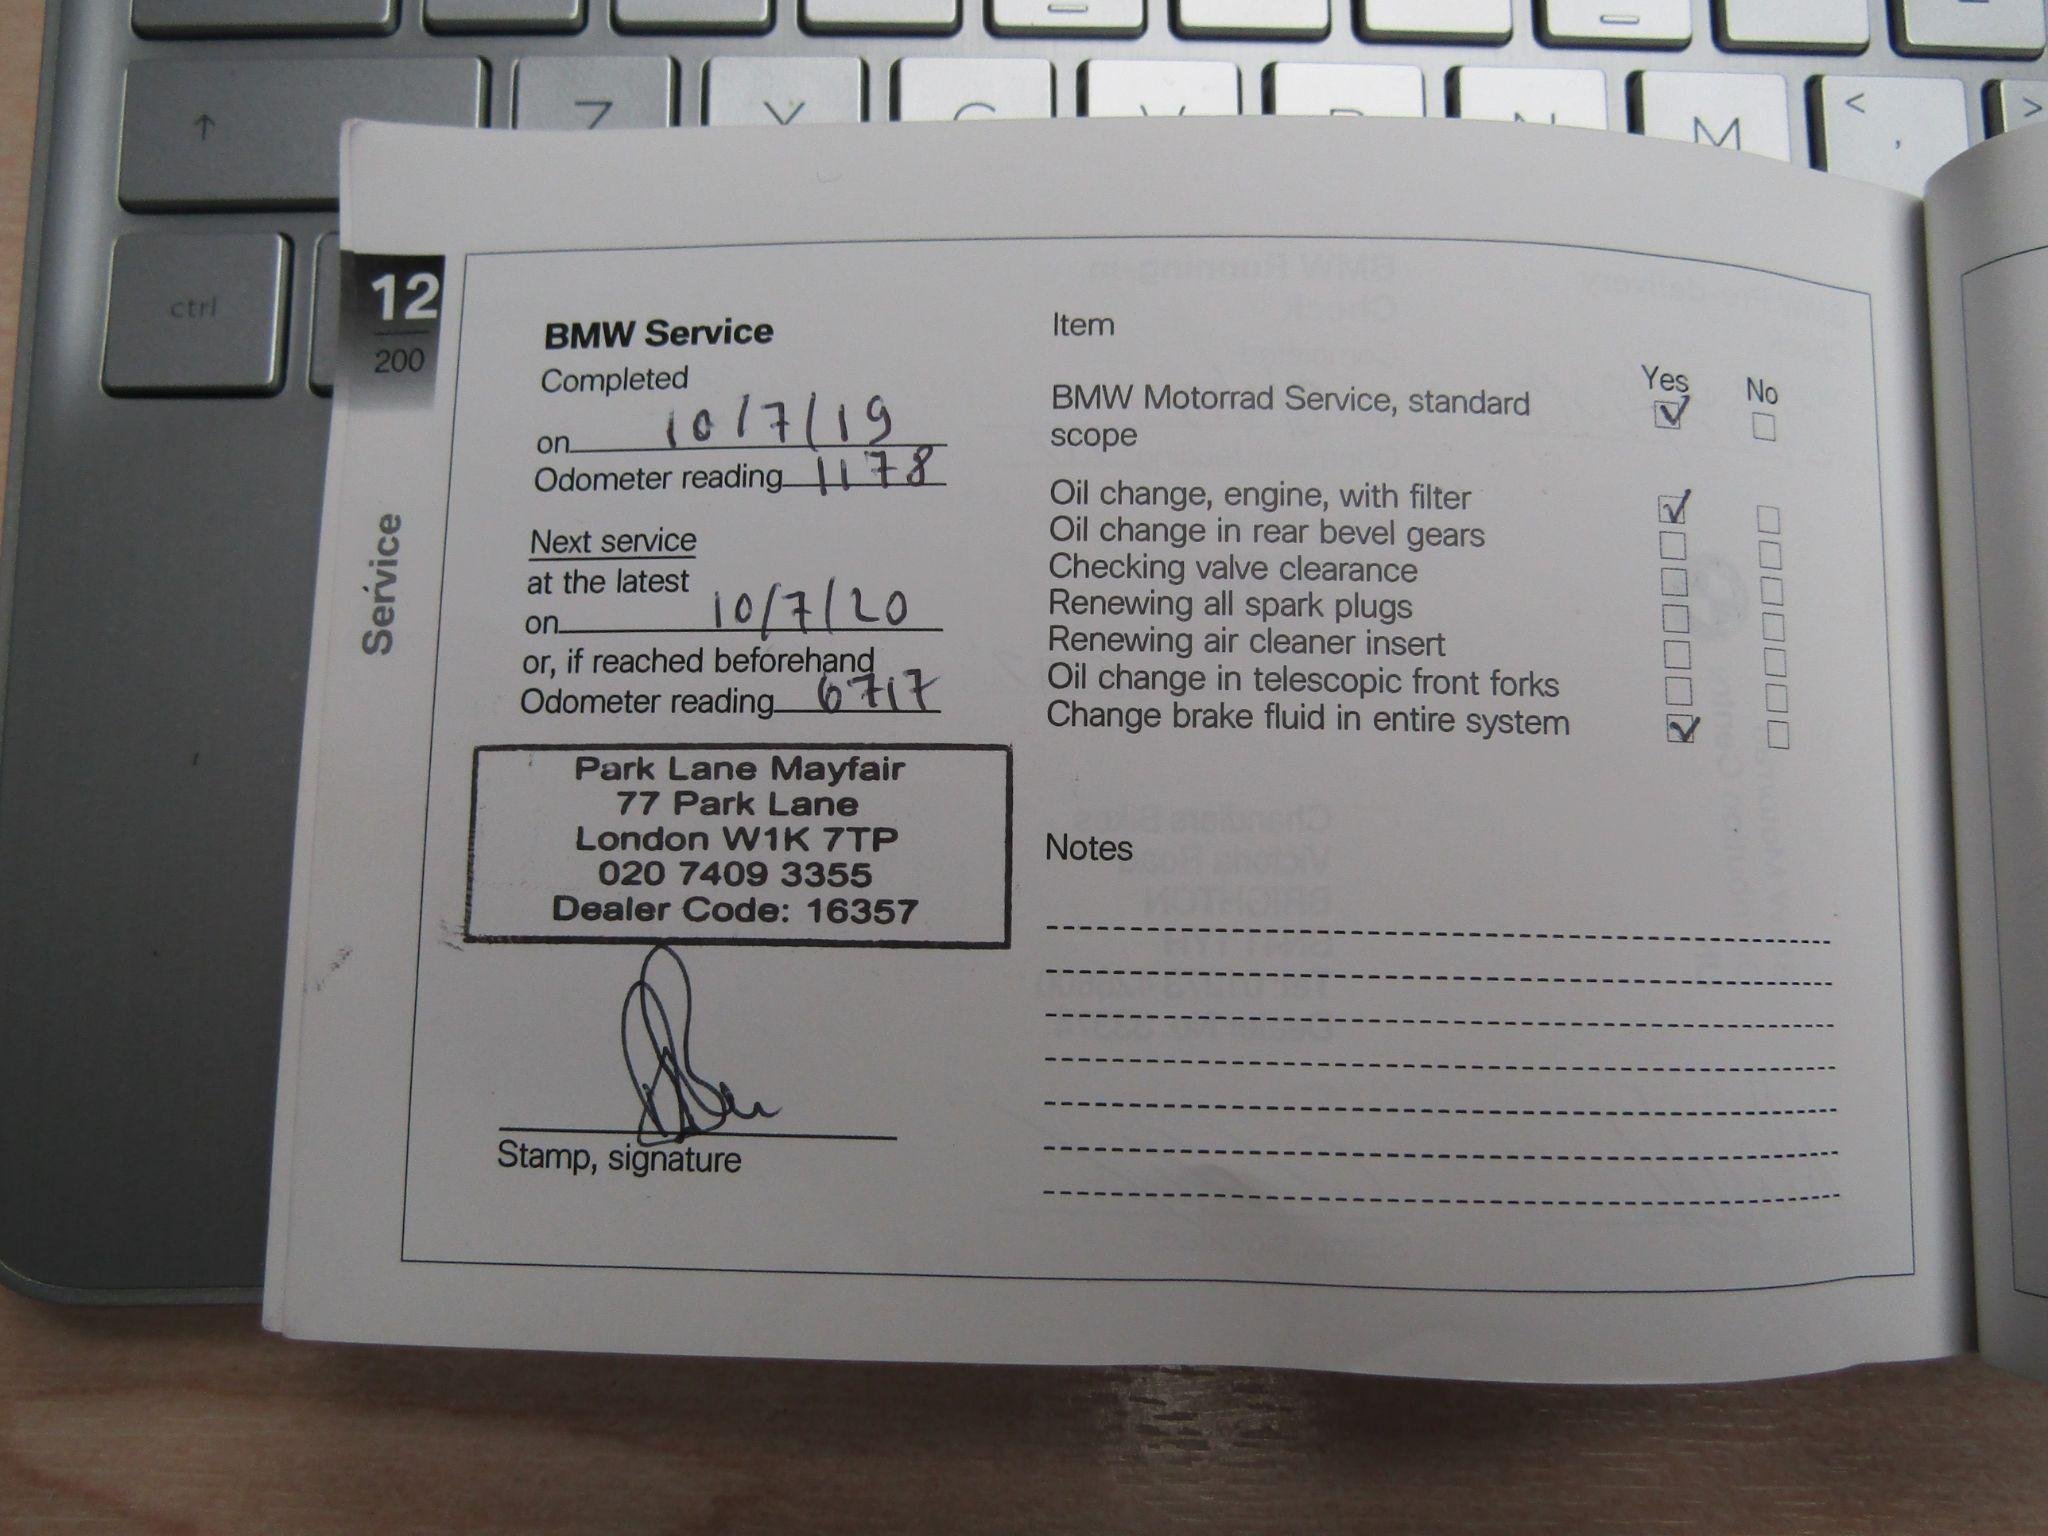 Z X C V B N M < ,
>
↑
ctrl
12
200
Service
BMW Service
Completed
on 10/7/19
Odometer reading 1178
Next service
at the latest
on 10/7/20
or, if reached beforehand
Odometer reading 6717
Park Lane Mayfair
77 Park Lane
London W1K 7TP
020 7409 3355
Dealer Code: 16357
Stamp, signature
Item
Yes No
BMW Motorrad Service, standard
scope
Oil change, engine, with filter
Oil change in rear bevel gears
Checking valve clearance
Renewing all spark plugs
Renewing air cleaner insert
Oil change in telescopic front forks
Change brake fluid in entire system
Notes